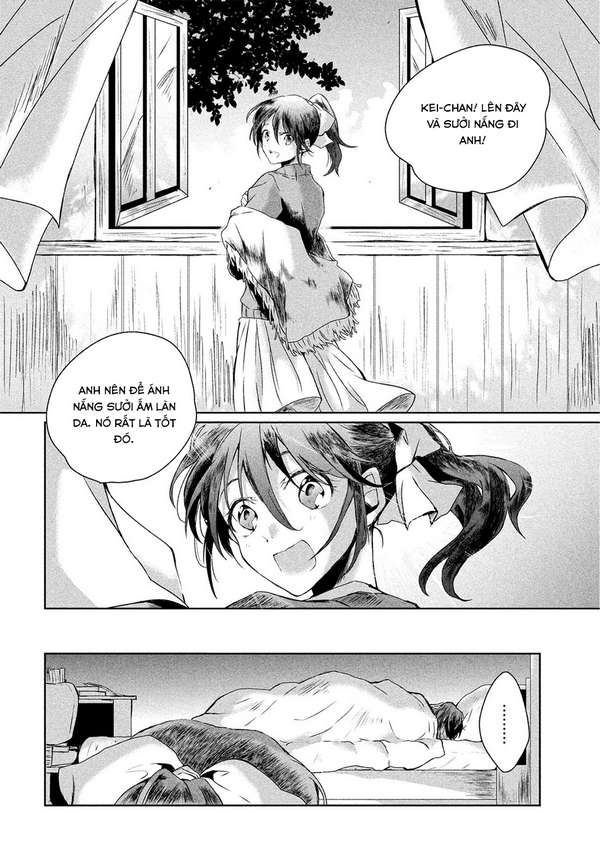 KEI-CHAN! LÊN ĐÂY
VÀ SƯỞI NẮNG ĐI
ANH!
ANH NÊN ĐỂ ÁNH
NẮNG SƯỞI ẤM LÀN
DA. NÓ RẤT LÀ TỐT
ĐÓ.
........